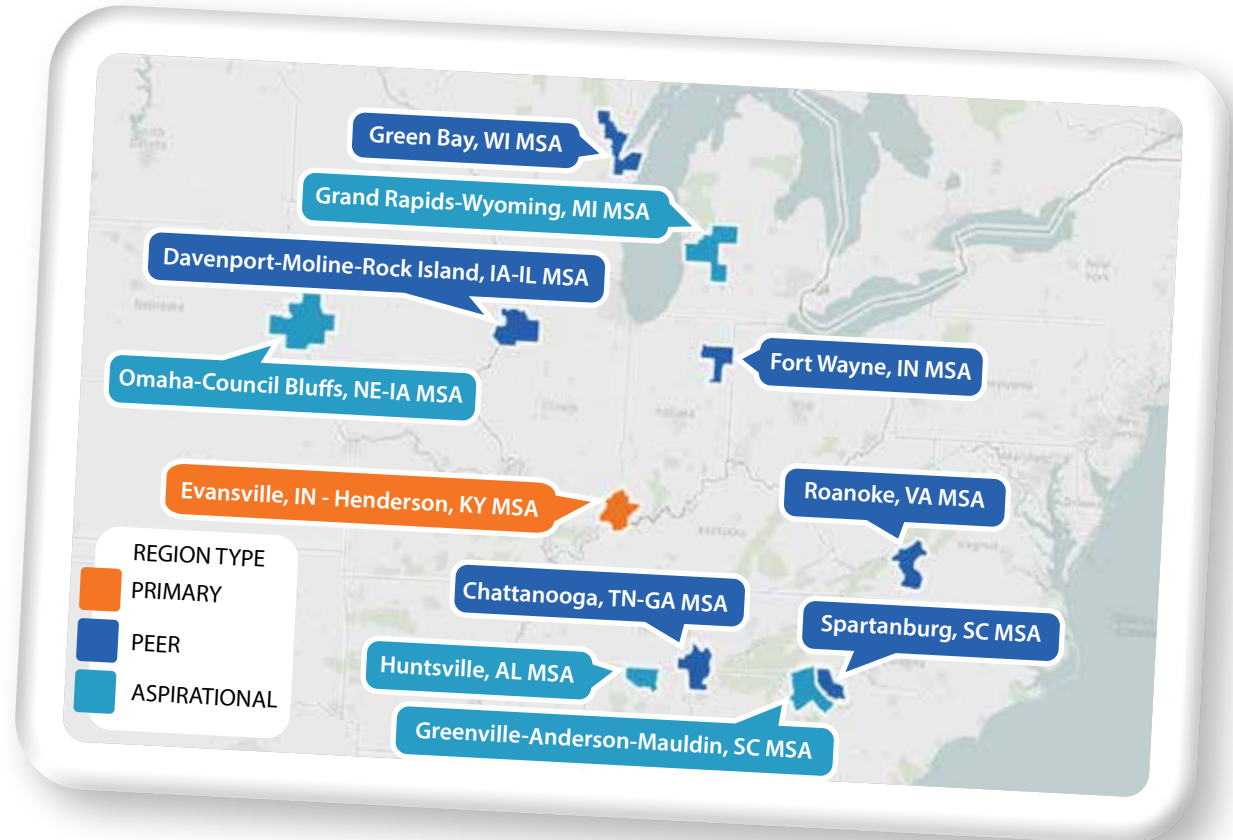 Green Bay, WI MSA
Grand Rapids-Wyoming, MI MSA
Davenport-Moline-Rock Island, IA-IL MSA
Omaha-Council Bluffs, NE-IA MSA
Fort Wayne, IN MSA
Evansville, IN - Henderson, KY MSA
Roanoke, VA MSA
Chattanooga, TN-GA MSA
Spartanburg, SC MSA
Huntsville, AL MSA
Greenville-Anderson-Mauldin, SC MSA
REGION TYPE
PRIMARY
PEER
ASPIRATIONAL